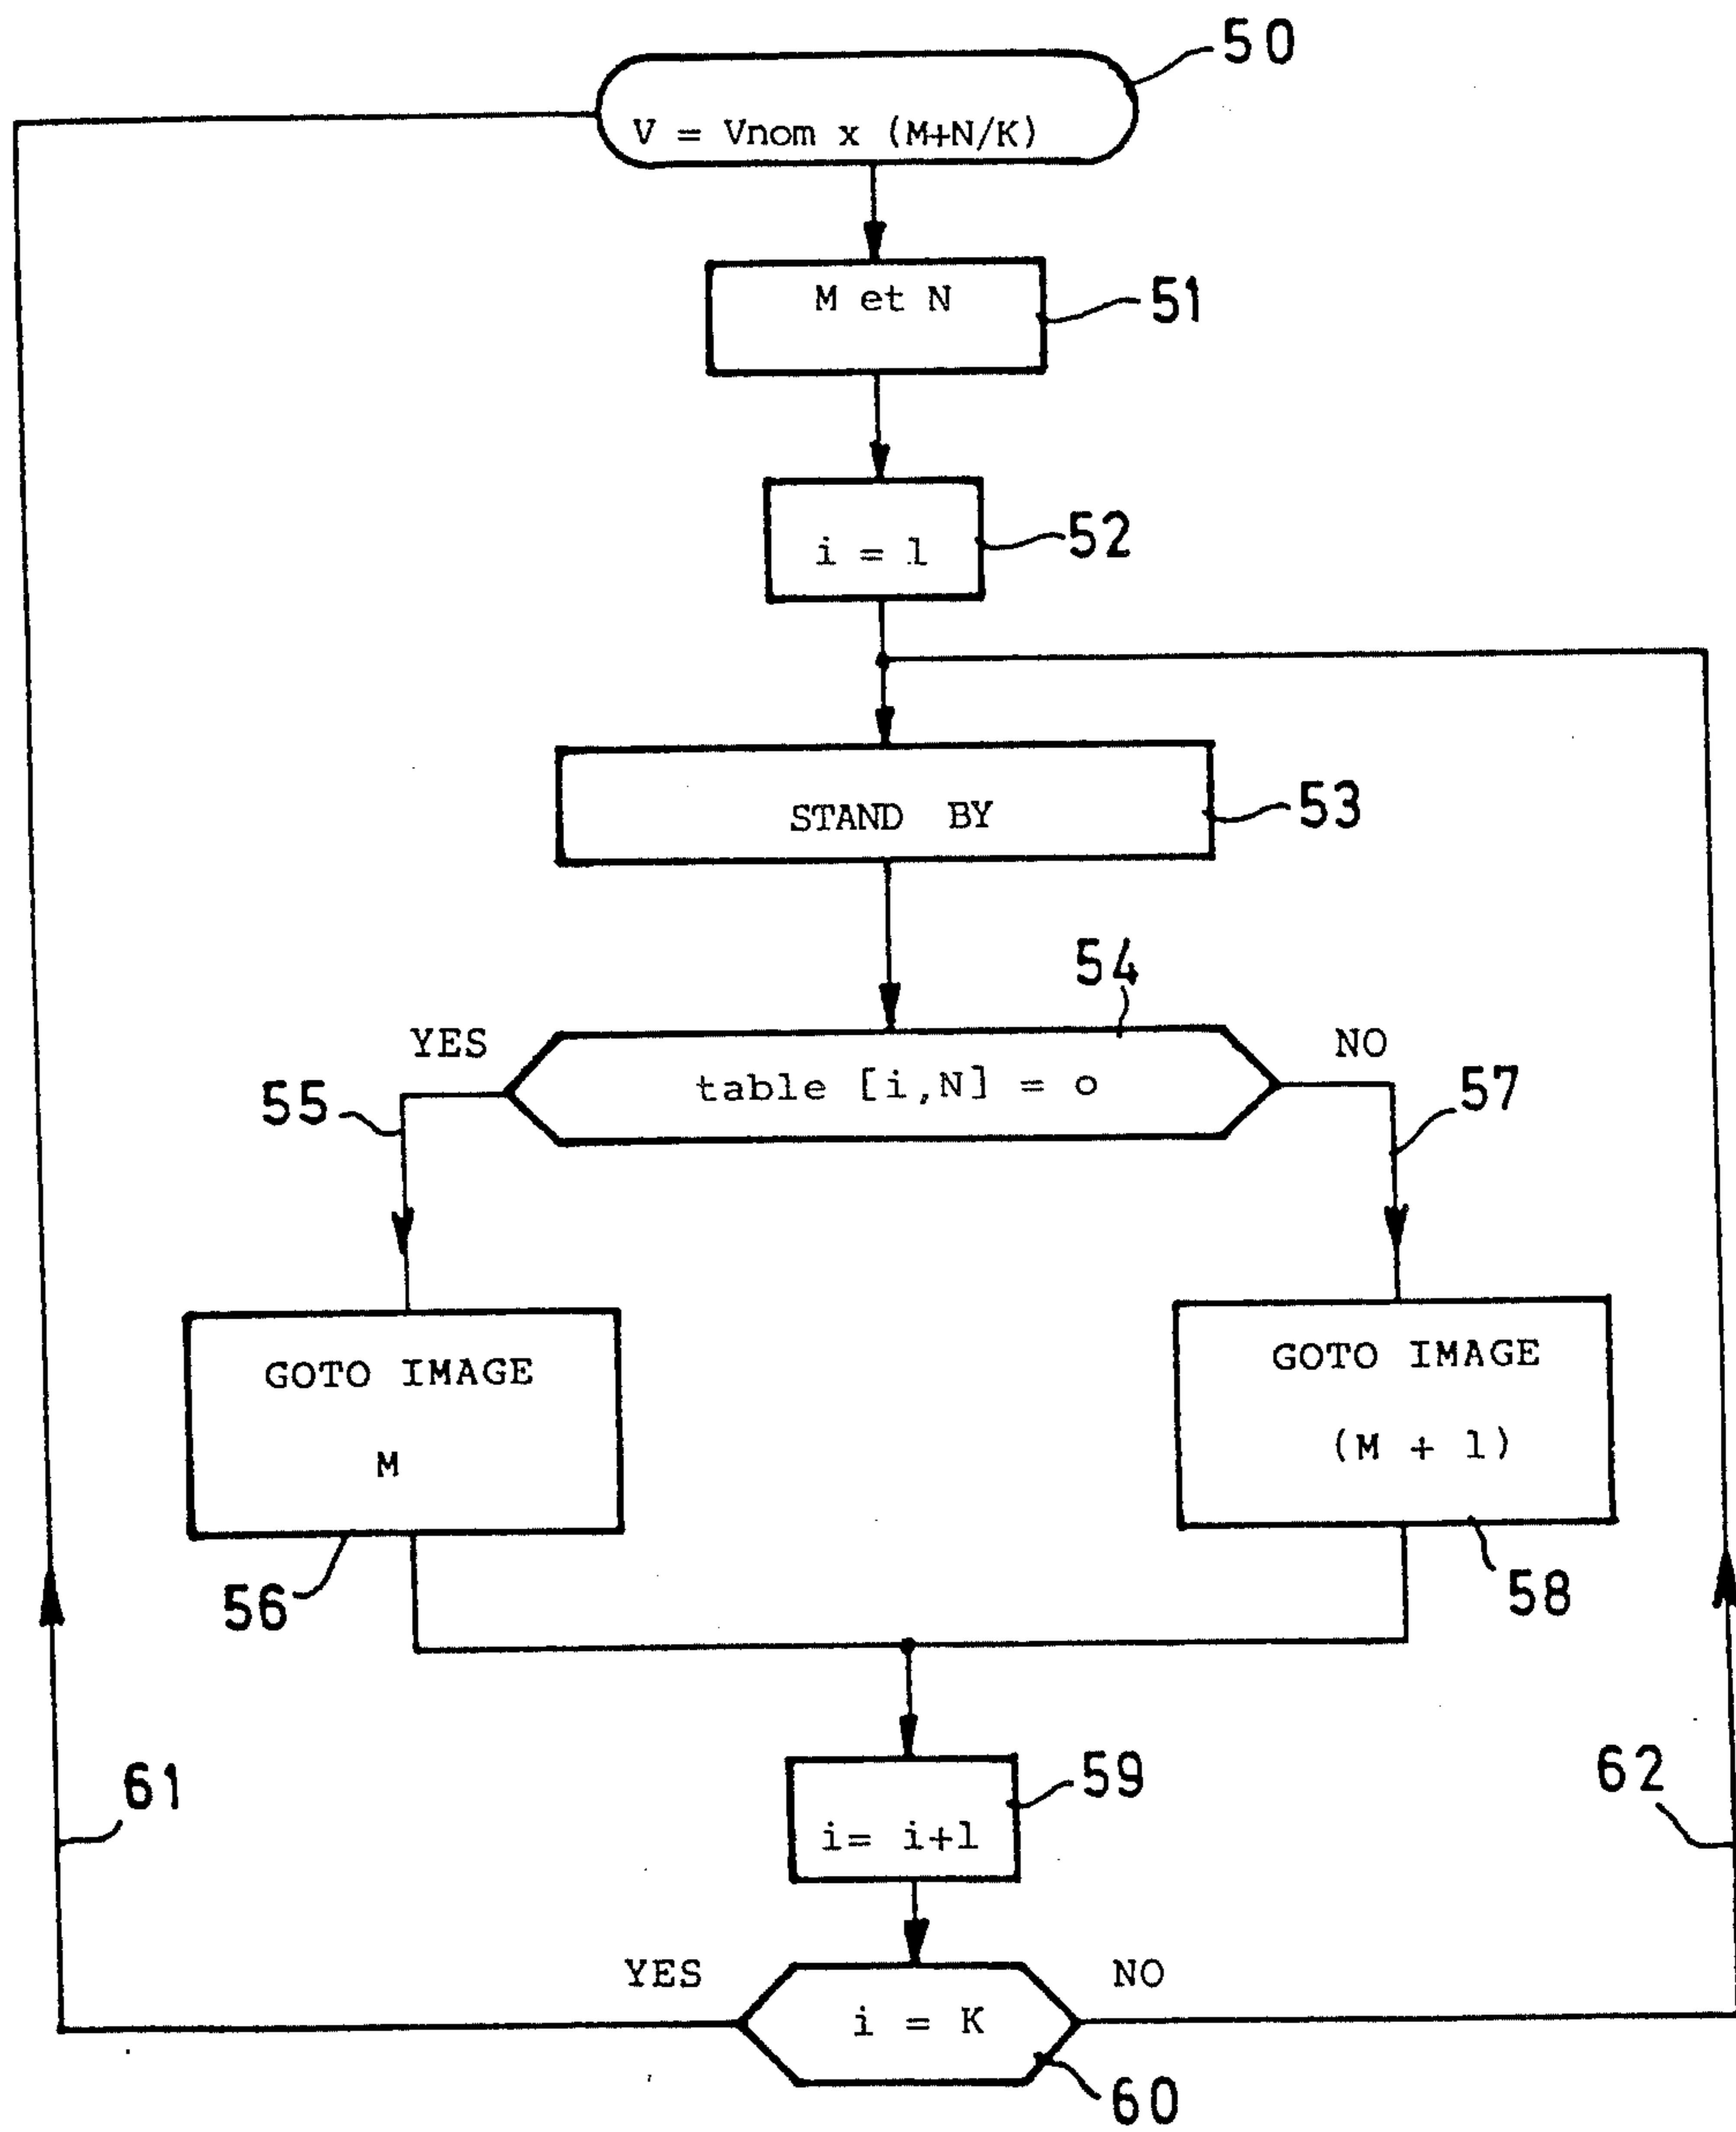 50
V = Vnom x (M+N/K)
M et N
51
i = 1
52
STAND BY
53
54
YES
NO
table [i,N] = o
55
57
GOTO IMAGE
M
GOTO IMAGE
(M + 1)
56
58
59
i= i+1
61
62
YES
NO
i = K
60